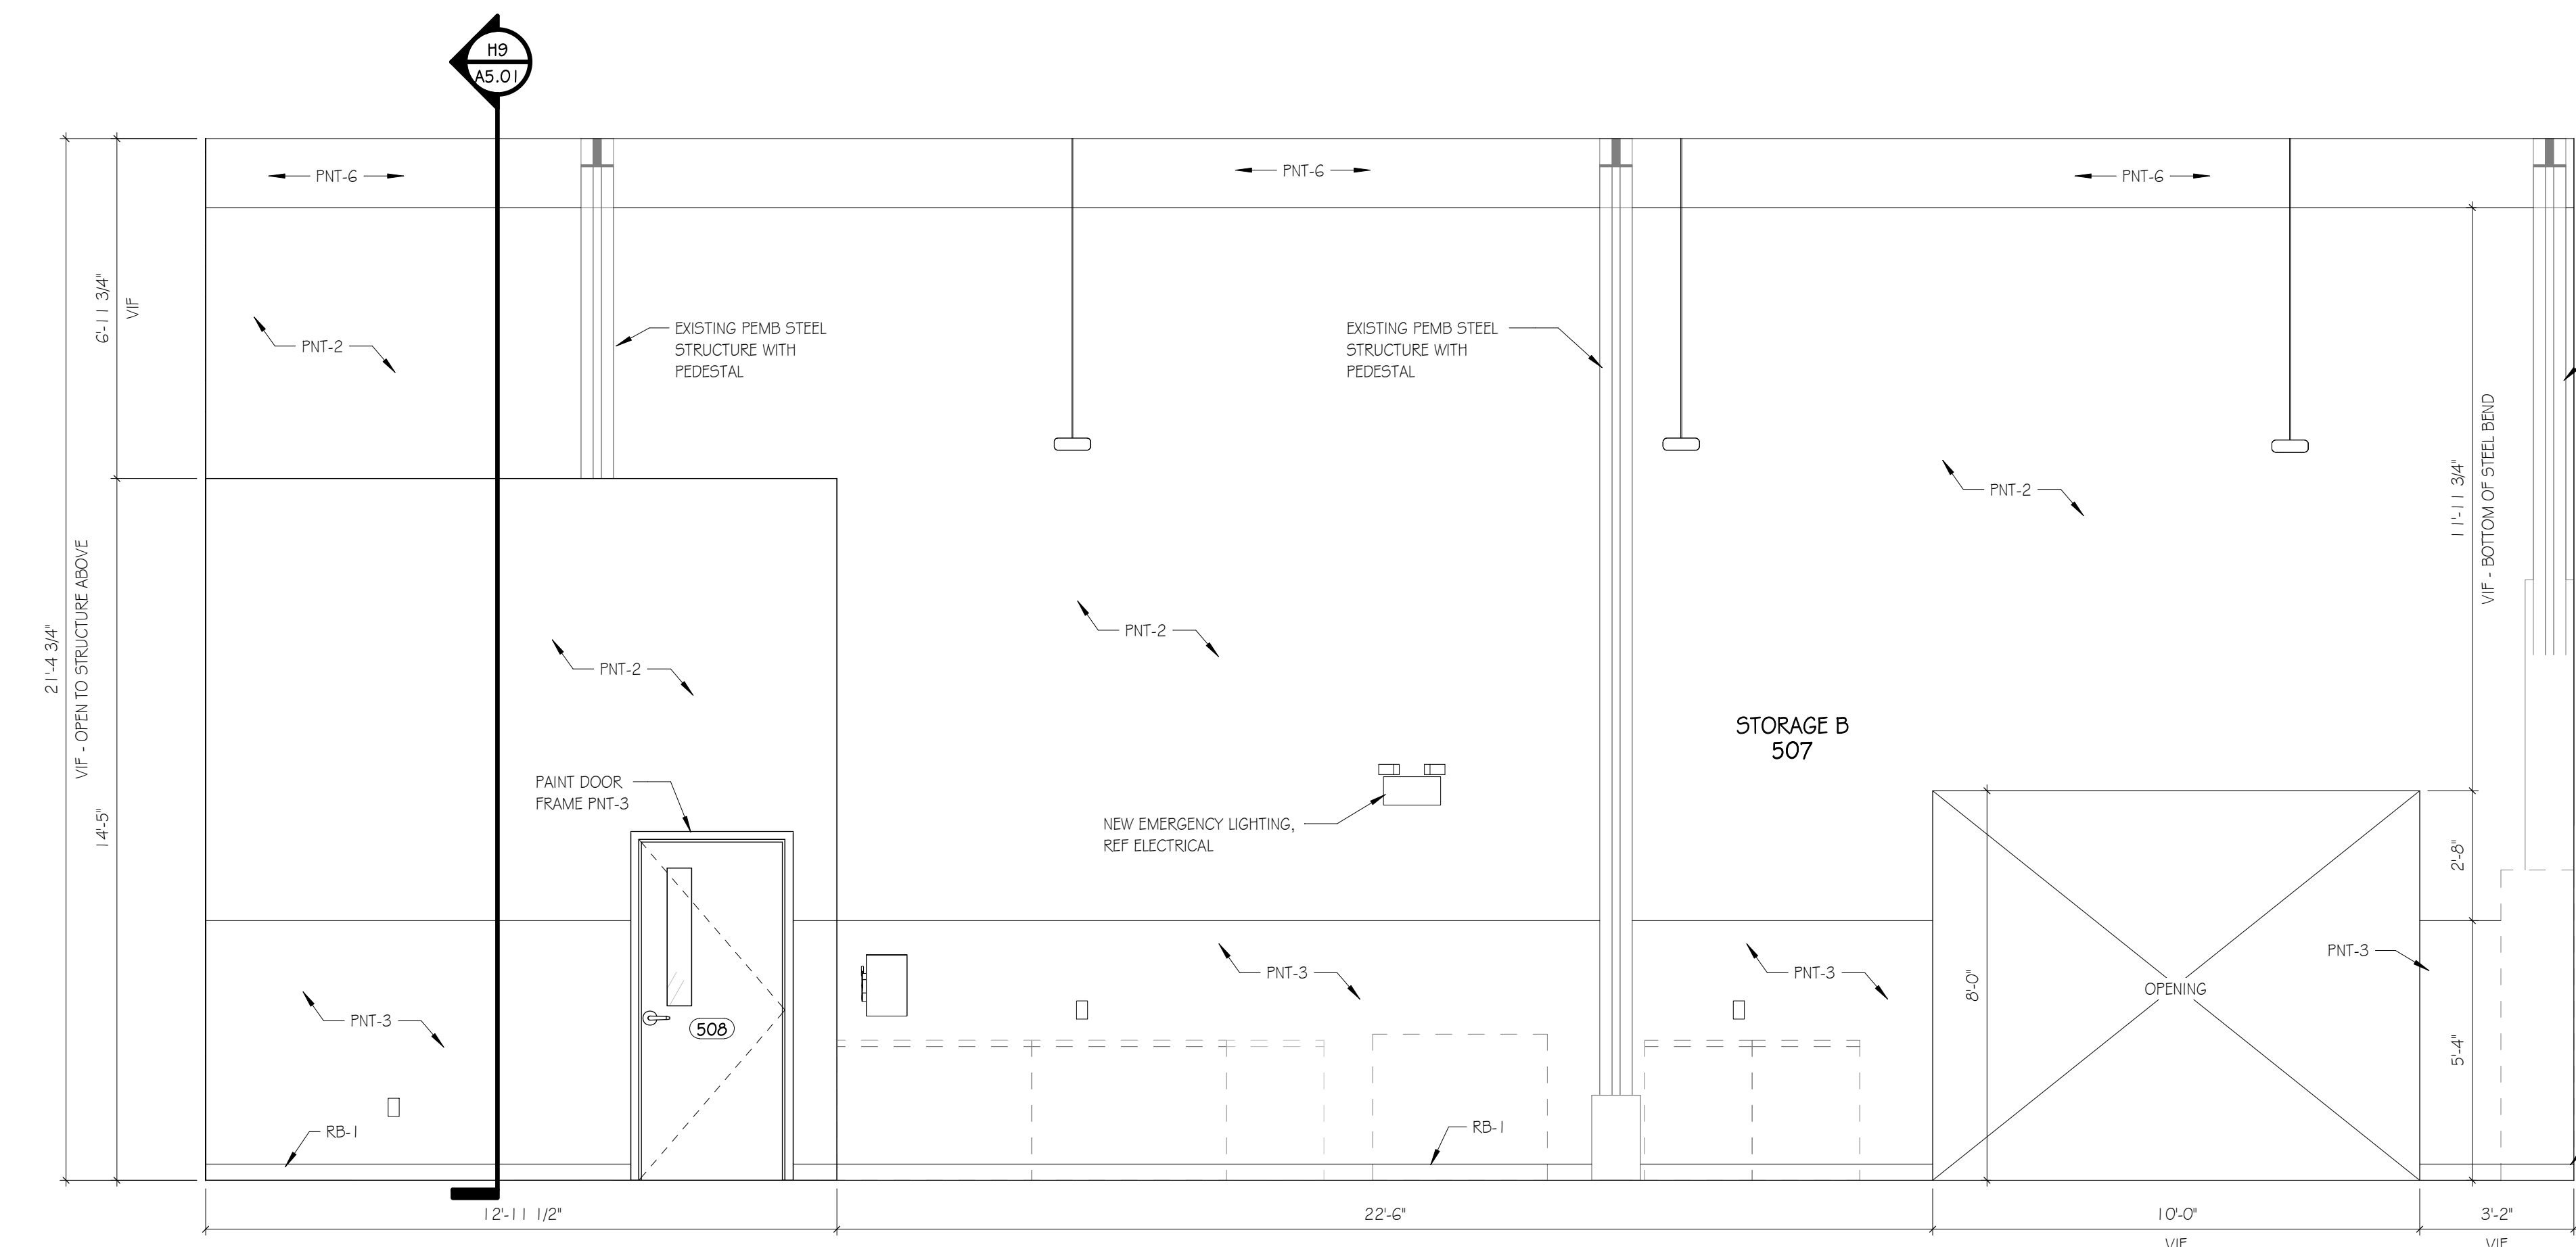 H9
A5.01
PNT-6
PNT-6
PNT-6
6'-11 3/4"
VIF
PNT-2
EXISTING PEMB STEEL
STRUCTURE WITH
PEDESTAL
EXISTING PEMB STEEL
STRUCTURE WITH
PEDESTAL
PNT-2
11'-11 3/4"
VIF - BOTTOM OF STEEL BEND
21'-4 3/4"
VIF - OPEN TO STRUCTURE ABOVE
PNT-2
PNT-2
STORAGE B
507
14'-5"
PAINT DOOR
FRAME PNT-3
NEW EMERGENCY LIGHTING,
REF ELECTRICAL
2'-8"
PNT-3
PNT-3
PNT-3
PNT-3
508
8'-0"
OPENING
5'-4"
RB-1
RB-1
12'-11 1/2"
22'-6"
10'-0"
VIF
3'-2"
VIF